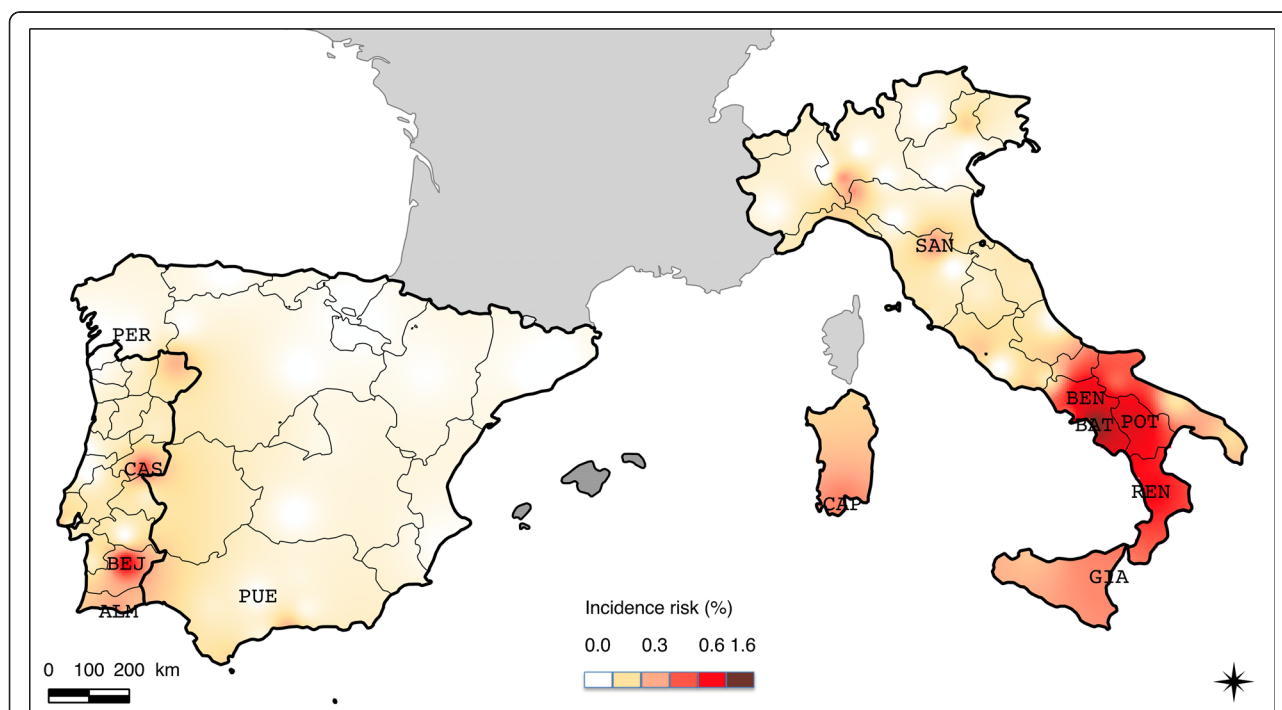 SAN
PER
BEN
BAT POT
CAS
REN
CAP
BEJ
GIA
PUE
ALM
Incidence risk (%)
0.0 0.3 0.6 1.6
0 100 200 km